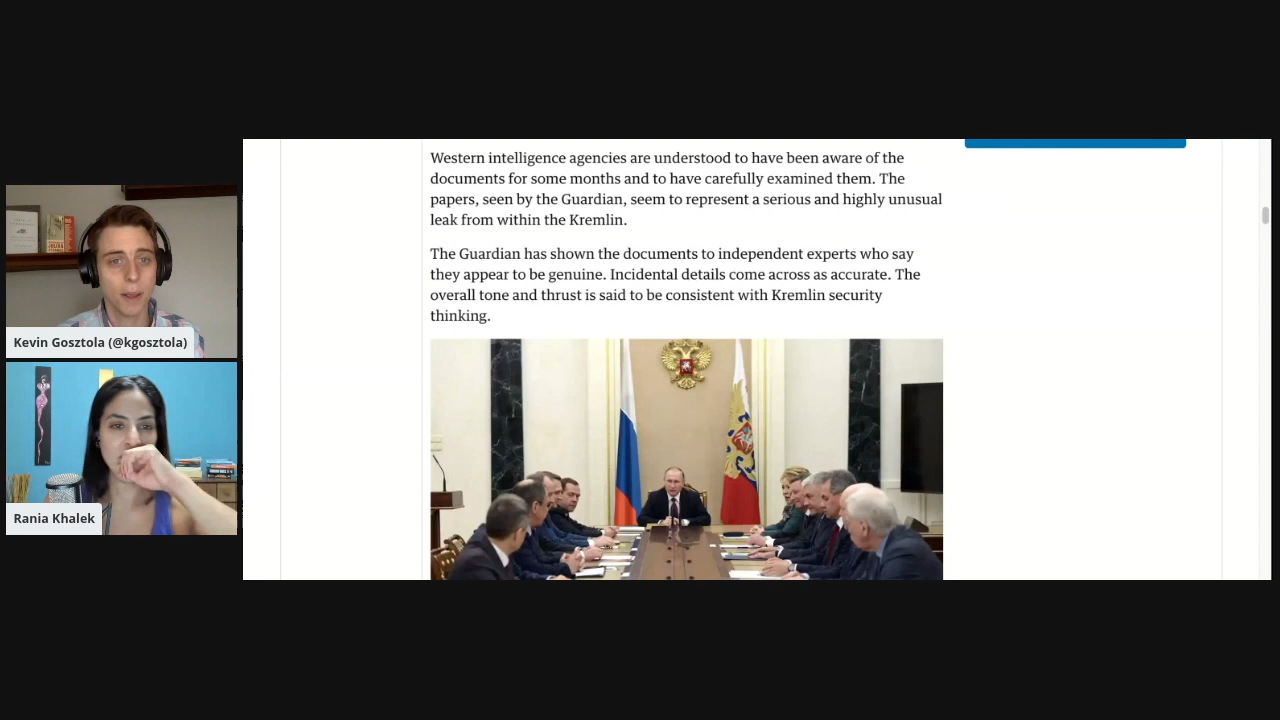 Western intelligence agencies are understood to have been aware of the
documents for some months and to have carefully examined them. The
papers, seen by the Guardian, seem to represent a serious and highly unusual
leak from within the Kremlin.
The Guardian has shown the documents to independent experts who say
they appear to be genuine. Incidental details come across as accurate. The
overall tone and thrust is said to be consistent with Kremlin security
thinking.
Kevin Gosztola (@kgosztola)
Rania Khalek